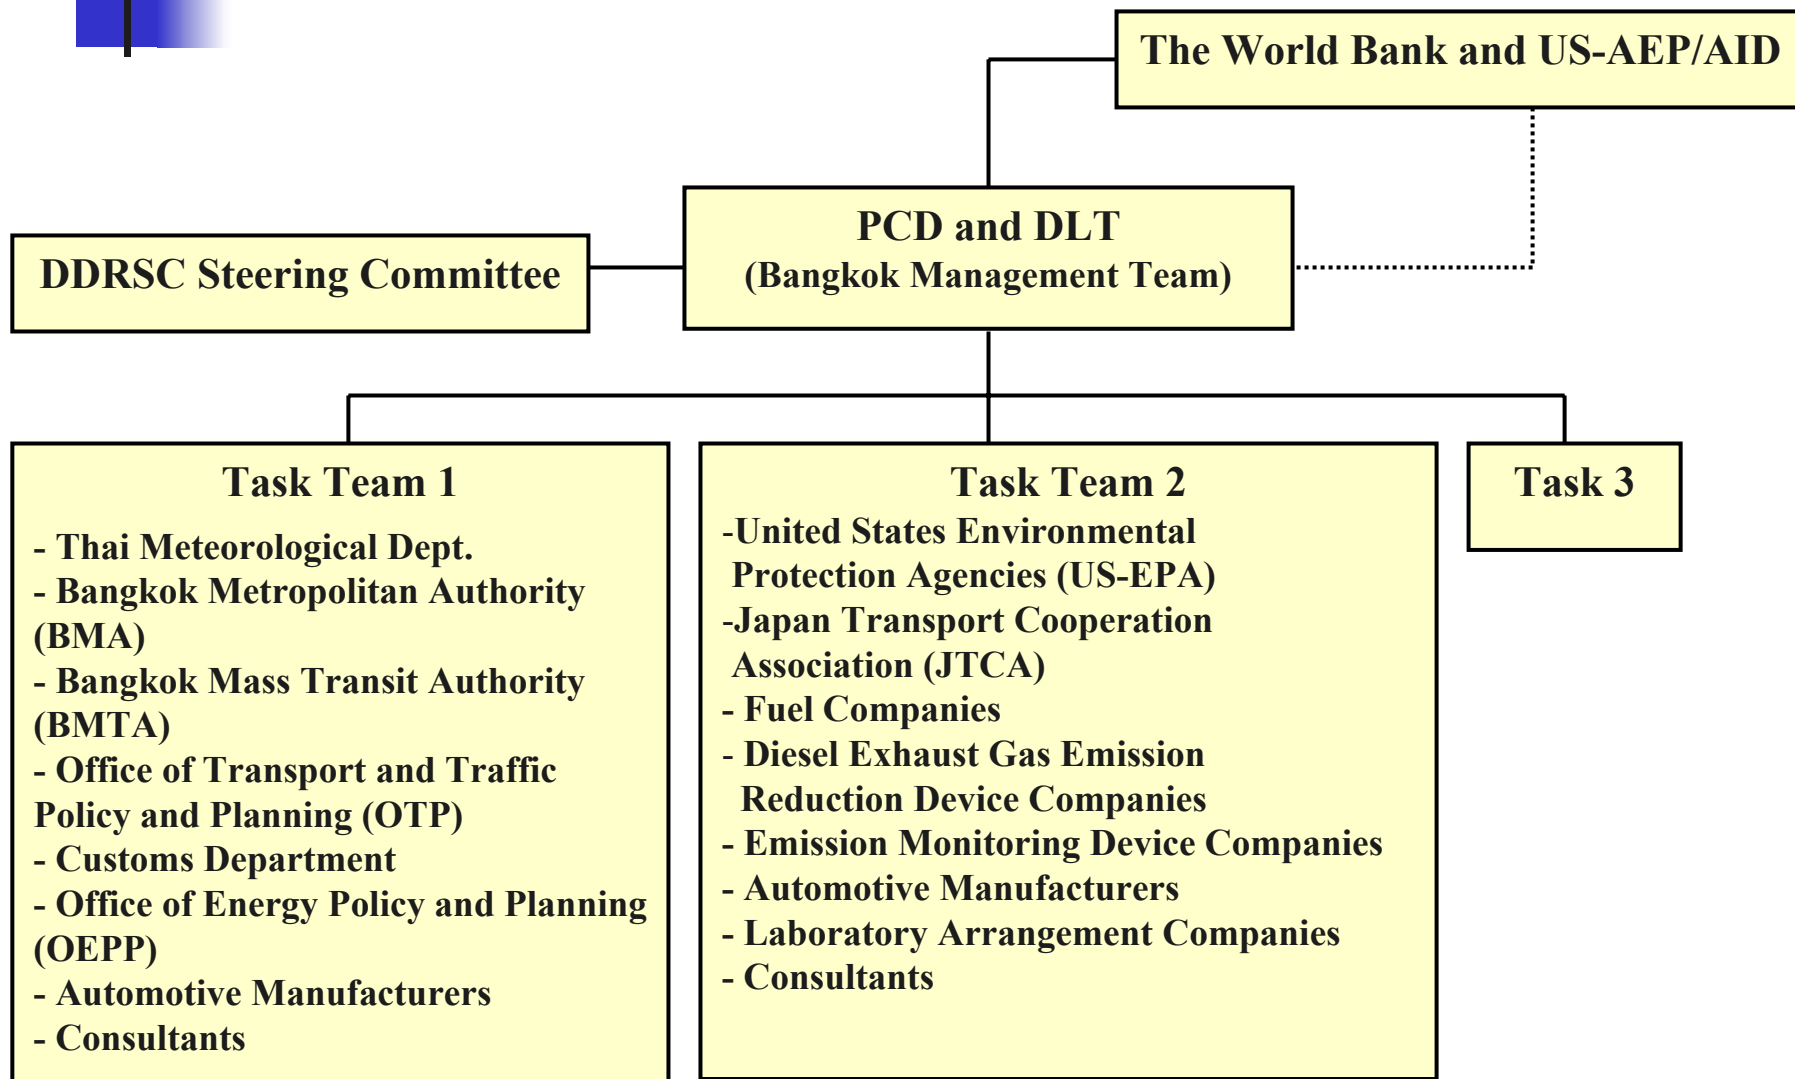 The World Bank and US-AEP/AID
PCD and DLT
(Bangkok Management Team)
DDRSC Steering Committee
Task Team 1
- Thai Meteorological Dept.
- Bangkok Metropolitan Authority
(BMA)
- Bangkok Mass Transit Authority
(BMTA)
- Office of Transport and Traffic
Policy and Planning (OTP)
- Customs Department
- Office of Energy Policy and Planning
(OEPP)
- Automotive Manufacturers
- Consultants
Task Team 2
-United States Environmental
Protection Agencies (US-EPA)
-Japan Transport Cooperation
Association (JTCA)
- Fuel Companies
- Diesel Exhaust Gas Emission
Reduction Device Companies
- Emission Monitoring Device Companies
- Automotive Manufacturers
- Laboratory Arrangement Companies
- Consultants
Task 3